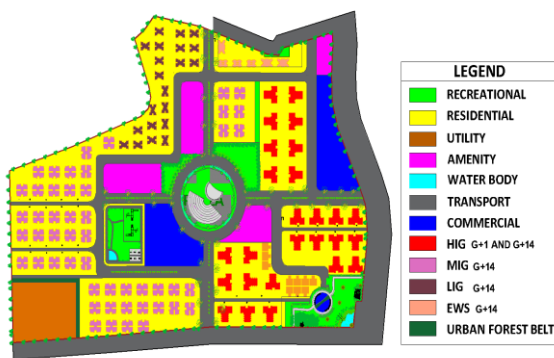 LEGEND
RECREATIONAL
RESIDENTIAL
UTILITY
AMENITY
WATER BODY
TRANSPORT
COMMERCIAL
HIG G+1 AND G+14
MIG G+14
LIG G+14
EWS G+14
URBAN FOREST BELT